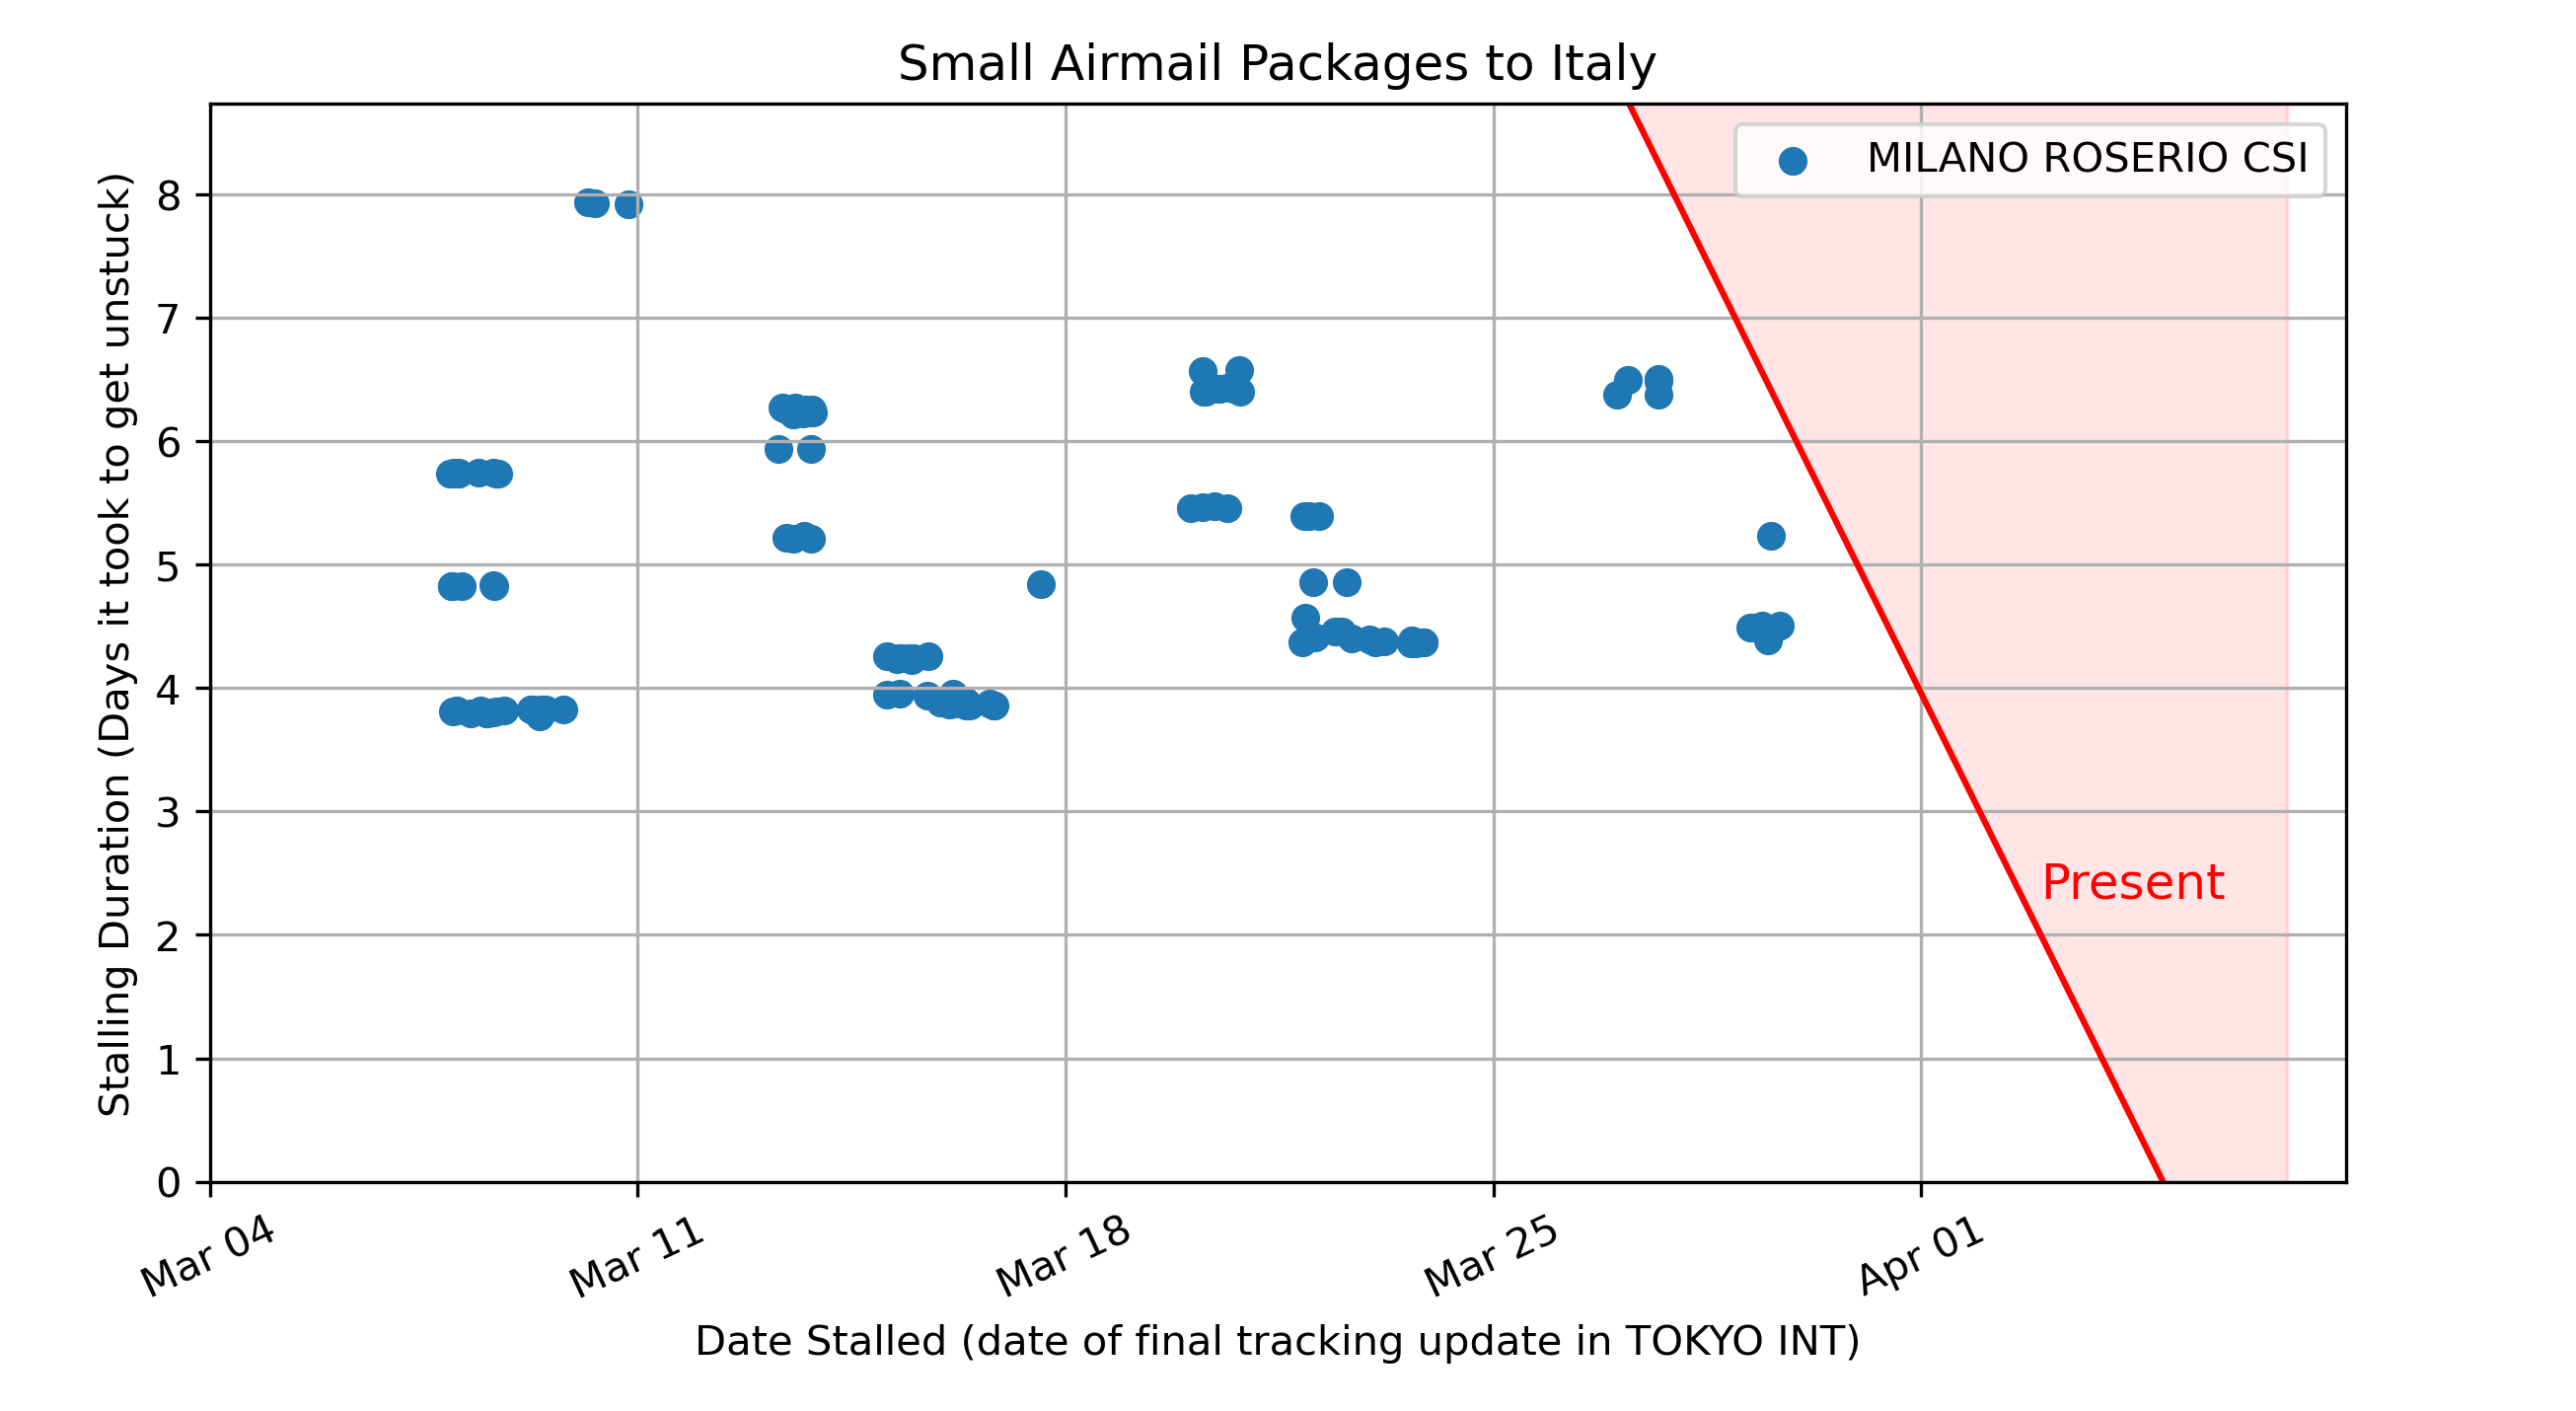 Small Airmail Packages to Italy
MILANO ROSERIO CSI
Stalling Duration (Days it took to get unstuck)
8
7
6
5
4
3
2
1
0
Present
Mar 04
Mar 11
Mar 18
Mar 25
Apr 01
Date Stalled (date of final tracking update in TOKYO INT)